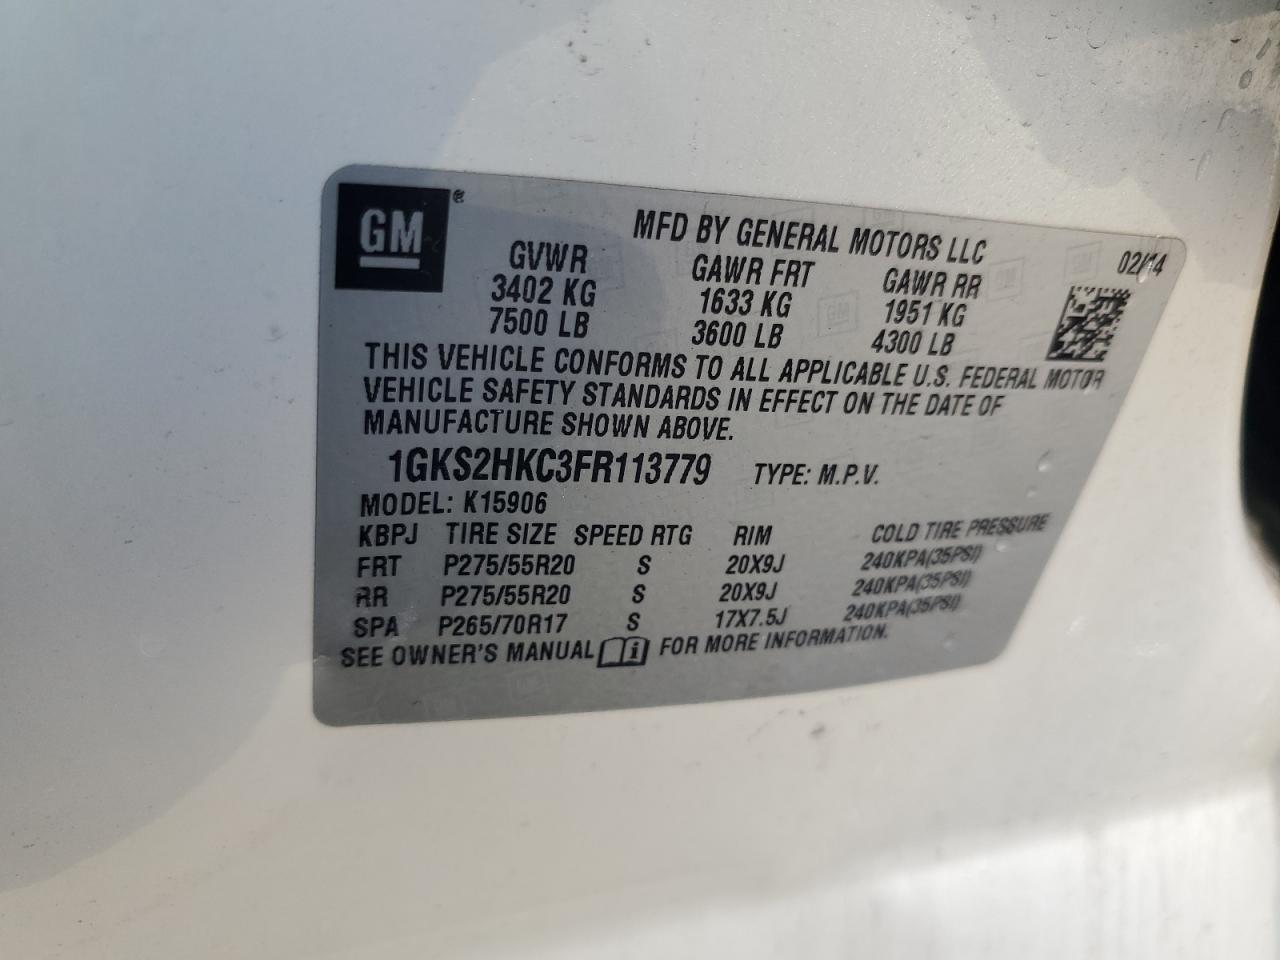 GM®
MFD BY GENERAL MOTORS LLC
02/14
GVWR GAWR FRT GAWR RR
3402 KG 1633 KG 1951 KG
7500 LB 3600 LB 4300 LB
THIS VEHICLE CONFORMS TO ALL APPLICABLE U.S. FEDERAL MOTOR
VEHICLE SAFETY STANDARDS IN EFFECT ON THE DATE OF
MANUFACTURE SHOWN ABOVE.
1GKS2HKC3FR113779 TYPE: M.P.V.
MODEL: K15906
KBPJ TIRE SIZE SPEED RTG RIM COLD TIRE PRESSURE
FRT P275/55R20 S 20X9J 240KPA(35PSI)
RR P275/55R20 S 20X9J 240KPA(35PSI)
SPA P265/70R17 S 17X7.5J 240KPA(35PSI)
SEE OWNER'S MANUAL i FOR MORE INFORMATION.